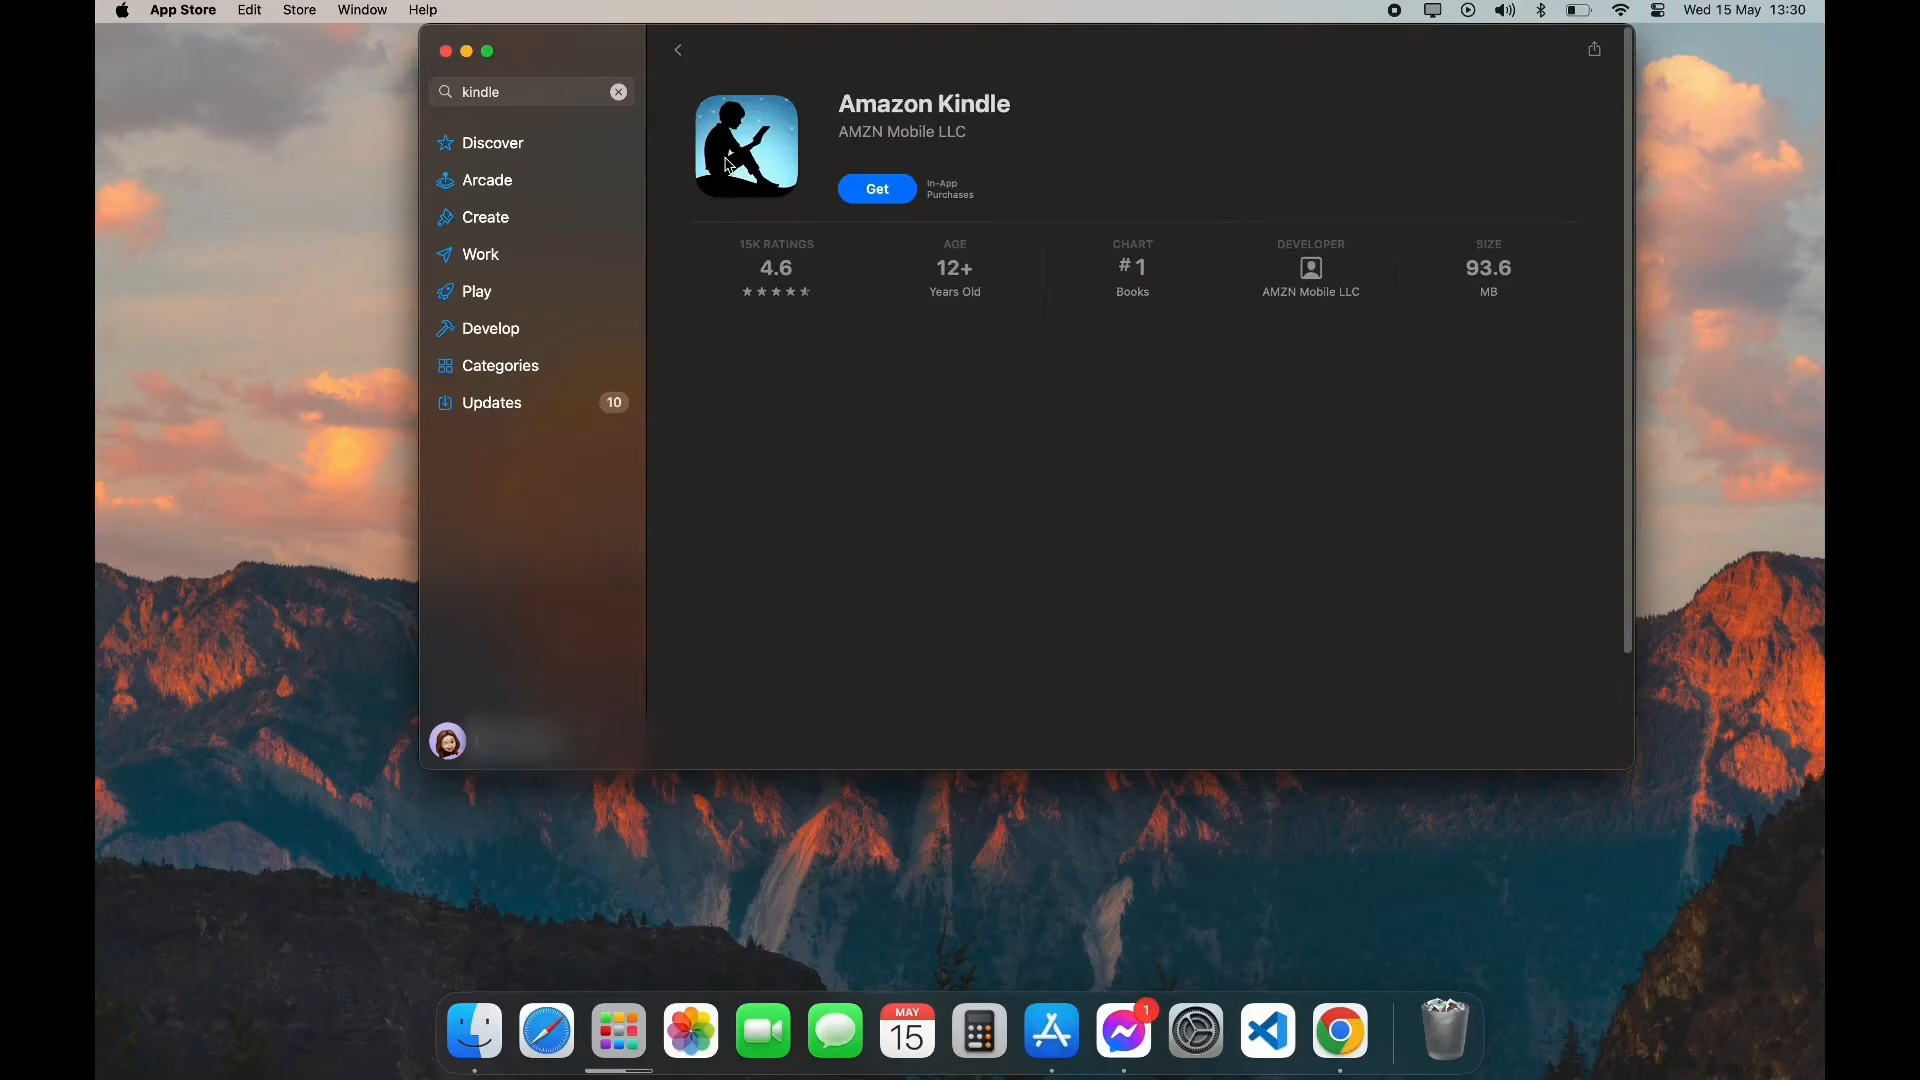 App Store Edit Store Window Help Wed 15 May 13:30
kindle
Discover
Arcade
Create
Work
Play
Develop
Categories
Updates 10
Amazon Kindle
AMZN Mobile LLC
Get
In-App
Purchases
15K RATINGS
4.6
AGE
12+
Years Old
CHART
#1
Books
DEVELOPER
AMZN Mobile LLC
SIZE
93.6
MB
MAY
15
1